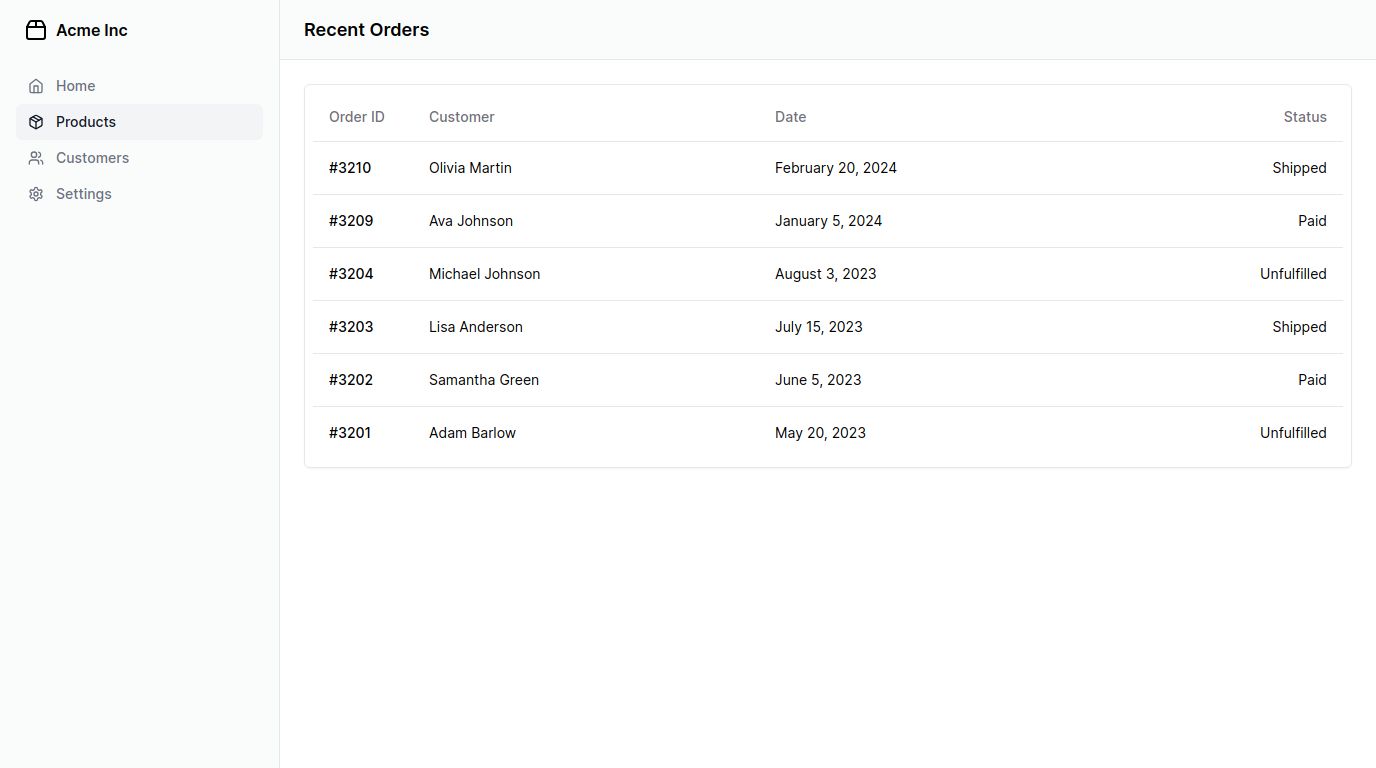 Acme Inc
Home
Products
Customers
Settings
Recent Orders
Order ID Customer Date Status
#3210 Olivia Martin February 20, 2024 Shipped
#3209 Ava Johnson January 5, 2024 Paid
#3204 Michael Johnson August 3, 2023 Unfulfilled
#3203 Lisa Anderson July 15, 2023 Shipped
#3202 Samantha Green June 5, 2023 Paid
#3201 Adam Barlow May 20, 2023 Unfulfilled